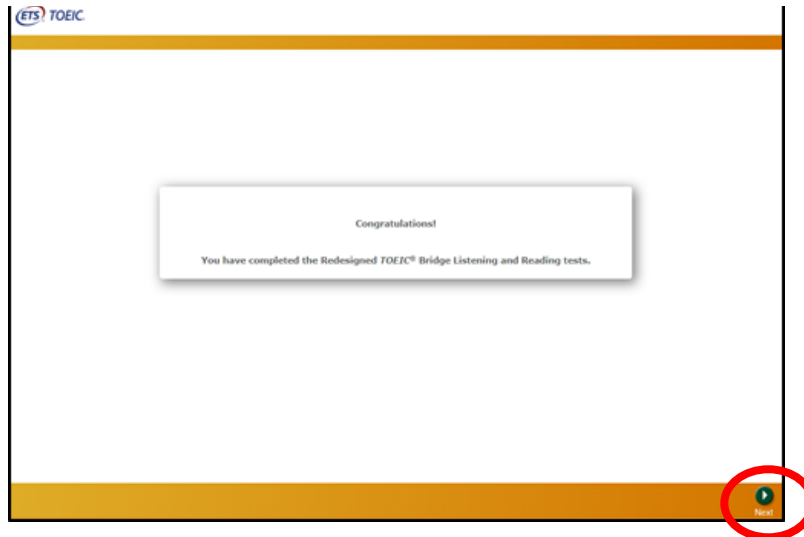 ETS TOEIC.
Congratulations!
You have completed the Redesigned TOEIC® Bridge Listening and Reading tests.
Next